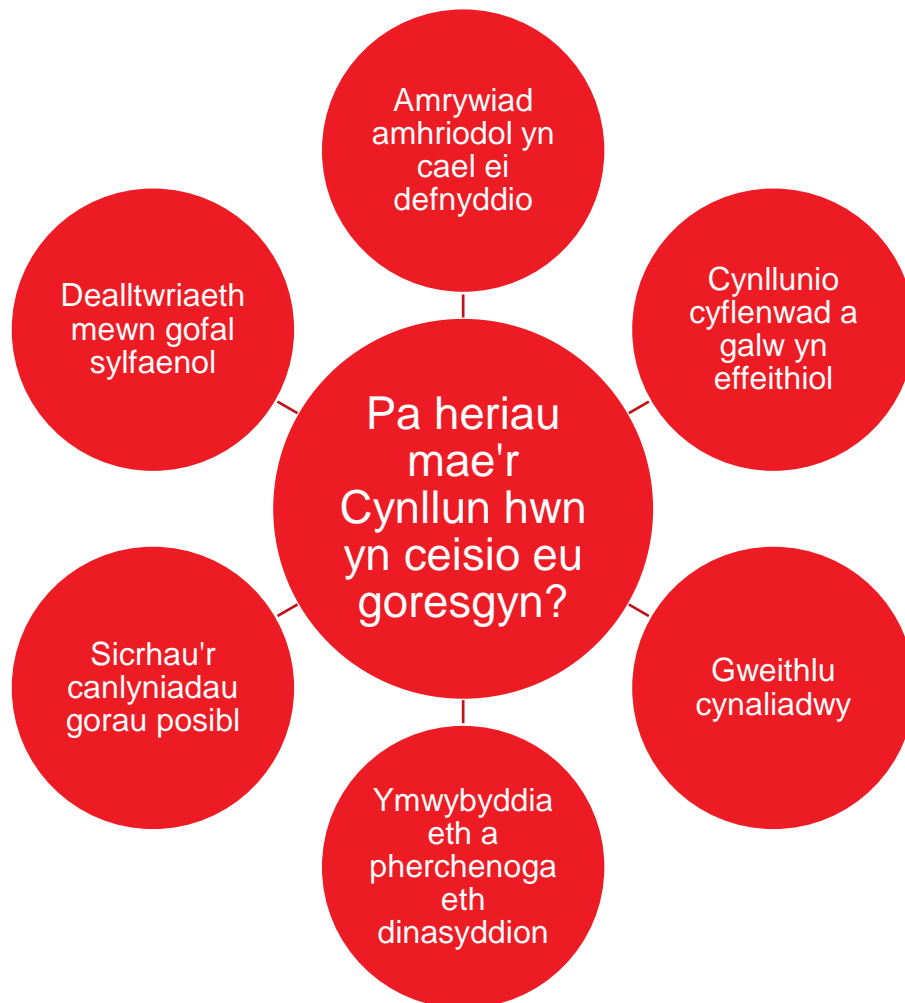 Amrywiad
amhriodol yn
cael ei
defnyddio
Dealltwriaeth
mewn gofal
sylfaenol
Cynllunio
cyflenwad a
galw yn
effeithiol
Pa heriau
mae'r
Cynllun hwn
yn ceisio eu
goresgyn?
Sicrhau'r
canlyniadau
gorau posibl
Gweithlu
cynaliadwy
Ymwybyddia
eth a
pherchenoga
eth
dinasyddion